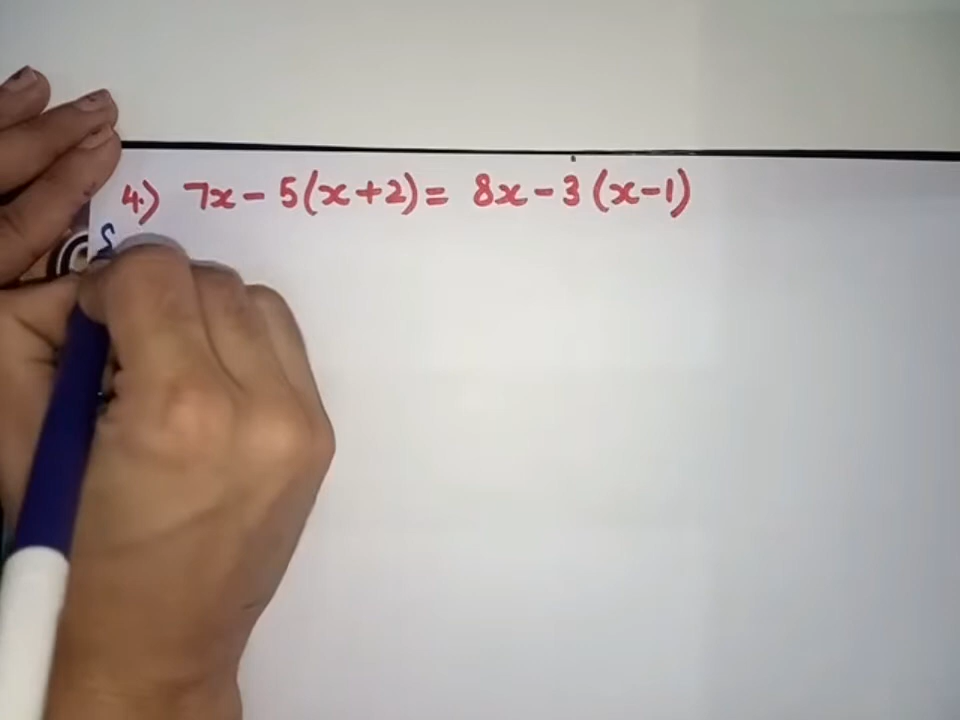 4.) 7x - 5(x+2) = 8x - 3(x-1)
S